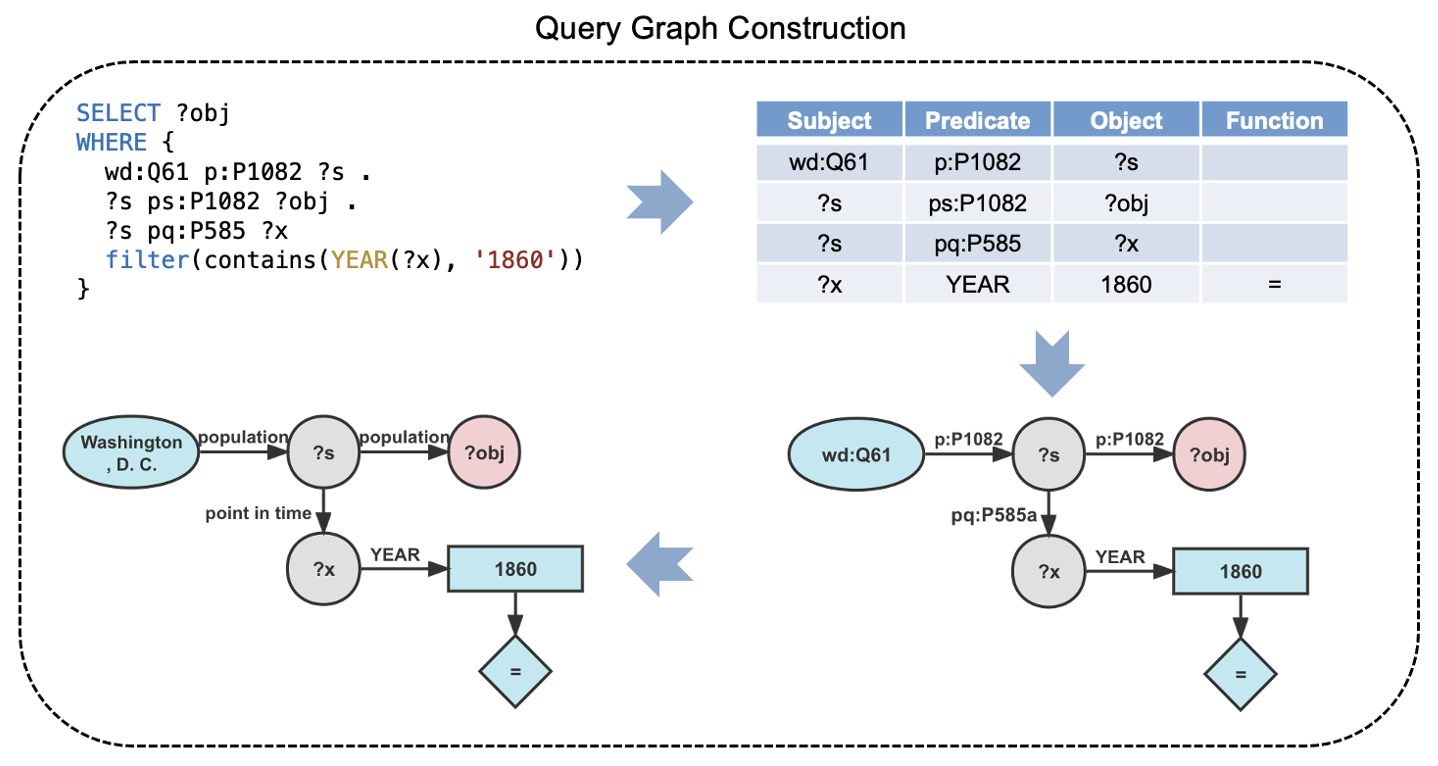 Query Graph Construction
SELECT ?obj
WHERE {
wd:Q61 p:P1082 ?s .
?s ps:P1082 ?obj .
?s pq:P585 ?x
filter(contains(YEAR(?x), '1860'))
}
Subject Predicate Object Function
wd:Q61 p:P1082 ?s
?s ps:P1082 ?obj
?s pq:P585 ?x
?x YEAR 1860 =
Washington
, D. C.
population
?s
population
?obj
point in time
?x
YEAR
1860
=
wd:Q61
p:P1082
?s
p:P1082
?obj
pq:P585a
?x
YEAR
1860
=